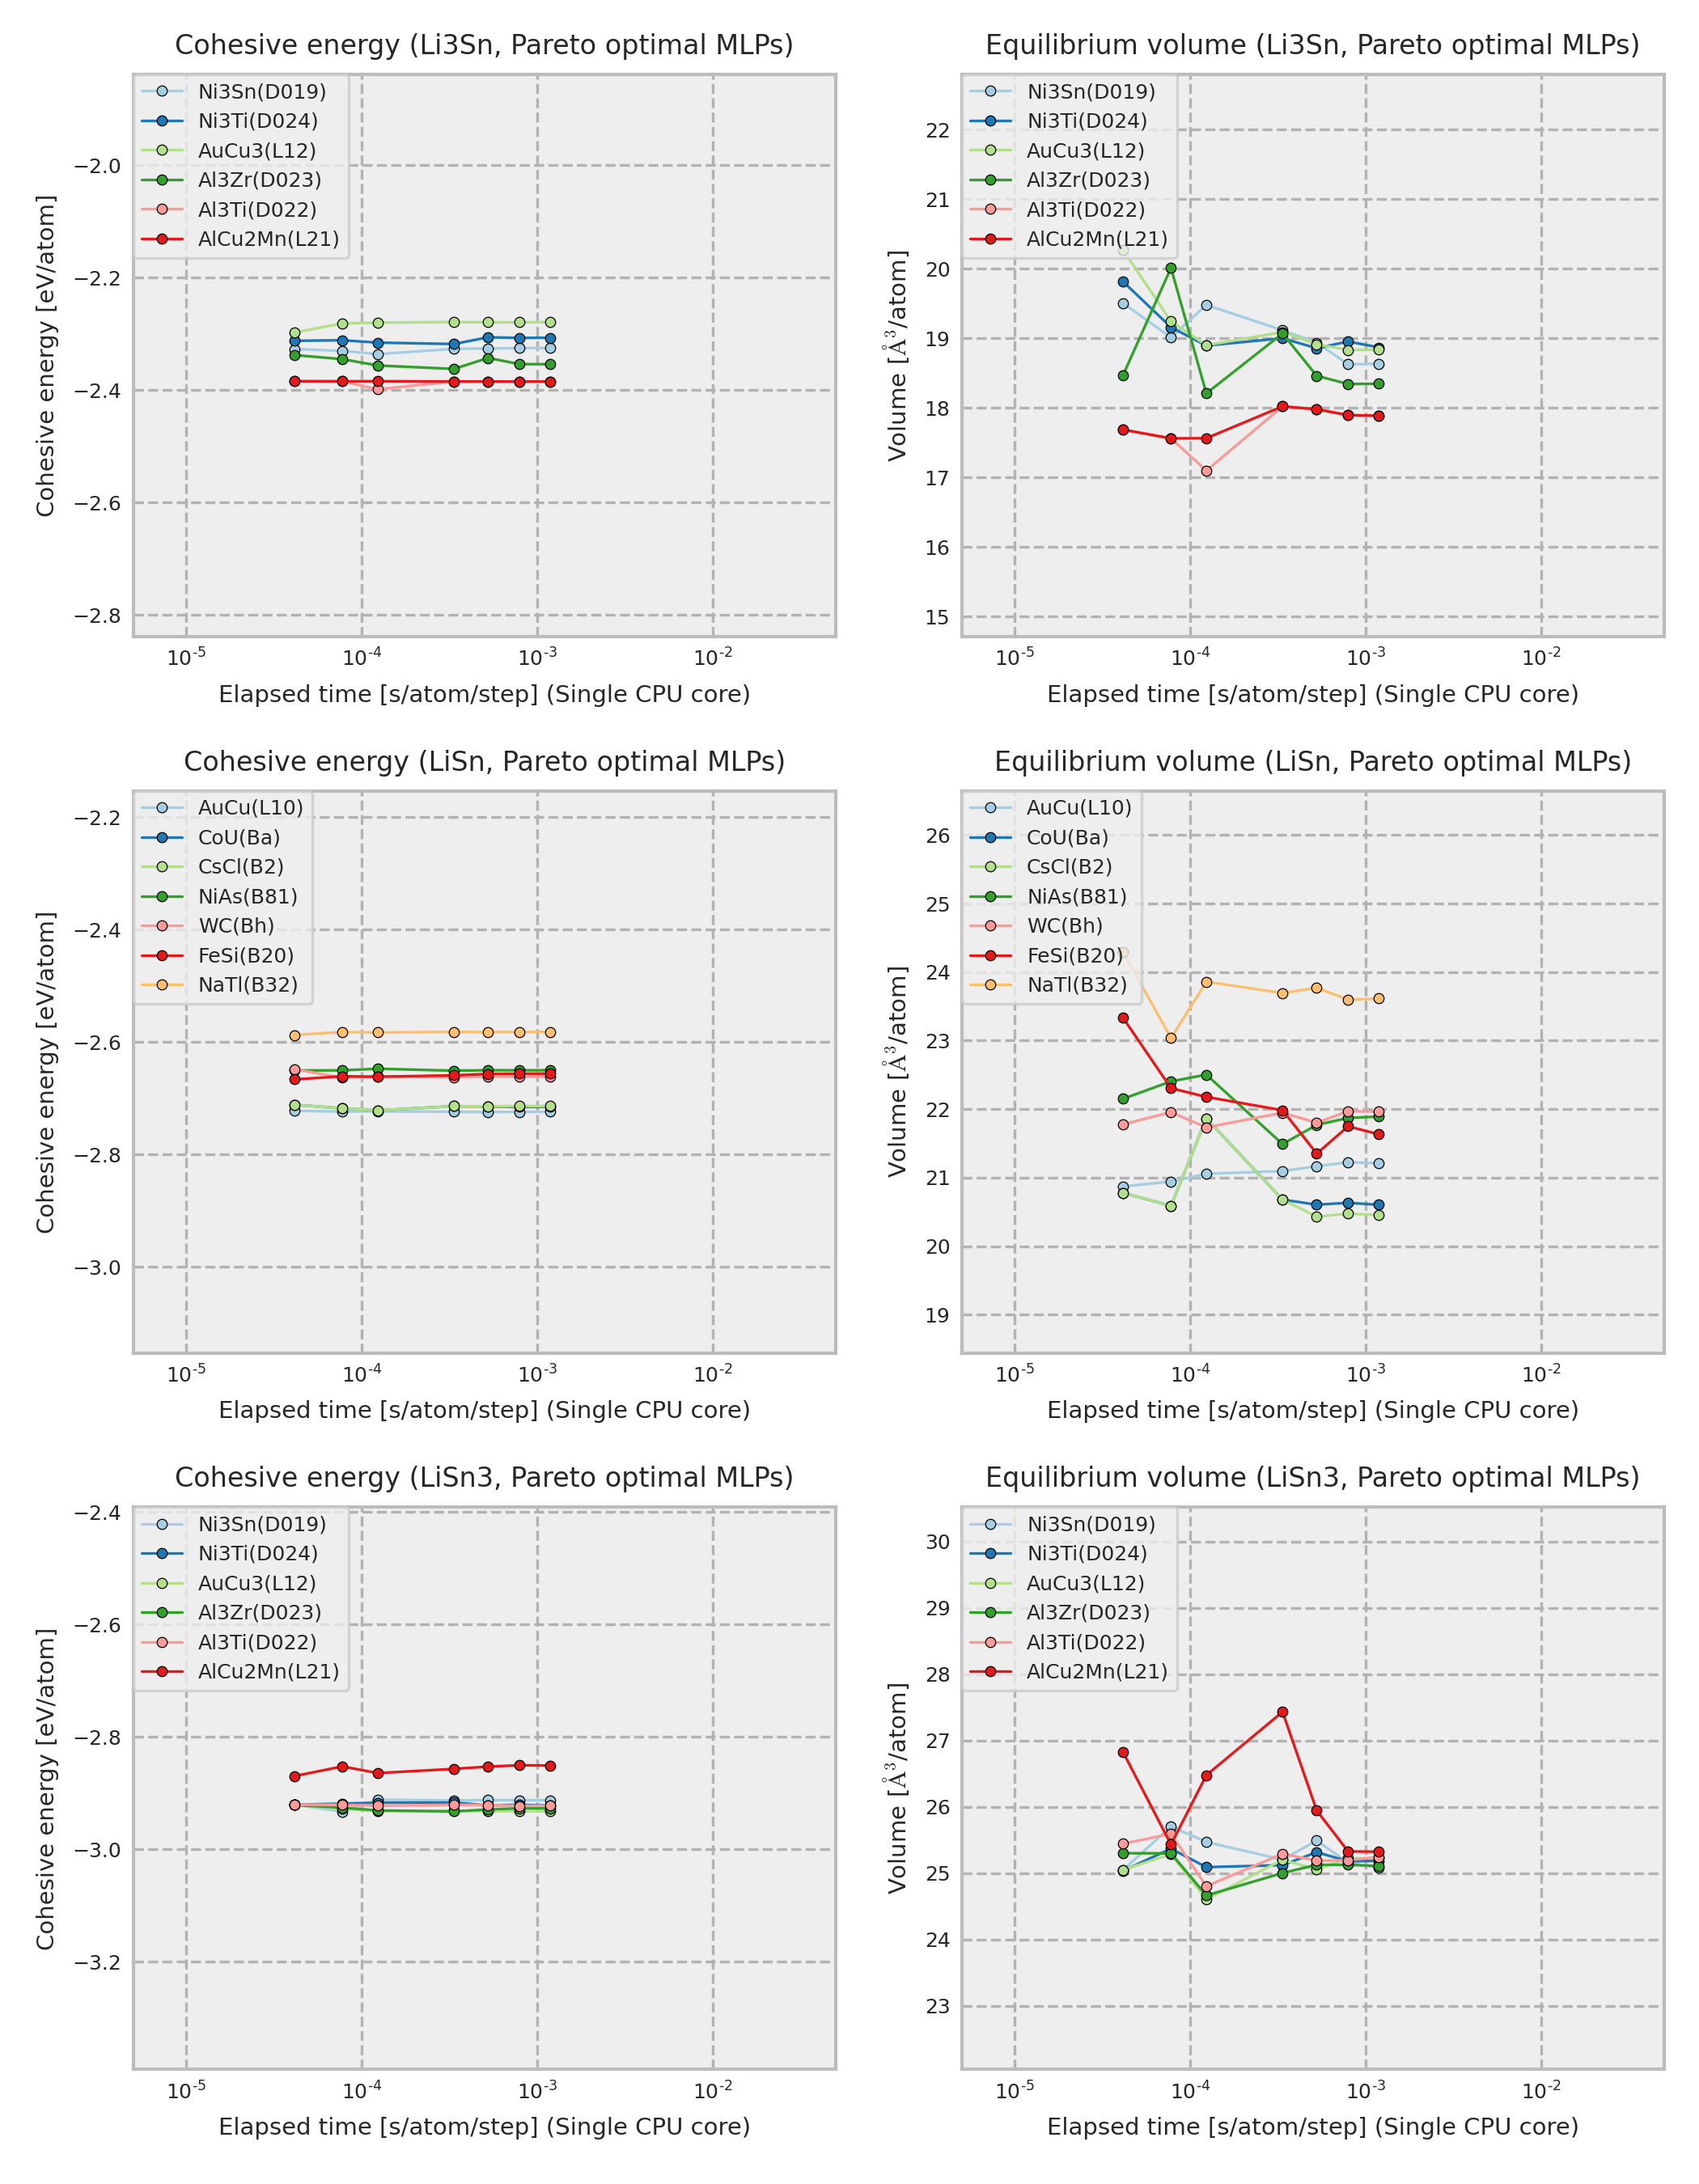 Cohesive energy (Li3Sn, Pareto optimal MLPs)
Cohesive energy [eV/atom]
−2.0
−2.2
−2.4
−2.6
−2.8
Ni3Sn(D019)
Ni3Ti(D024)
AuCu3(L12)
Al3Zr(D023)
Al3Ti(D022)
AlCu2Mn(L21)
10-5 10-4 10-3 10-2
Elapsed time [s/atom/step] (Single CPU core)
Equilibrium volume (Li3Sn, Pareto optimal MLPs)
Volume [Å3/atom]
22
21
20
19
18
17
16
15
Ni3Sn(D019)
Ni3Ti(D024)
AuCu3(L12)
Al3Zr(D023)
Al3Ti(D022)
AlCu2Mn(L21)
10-5 10-4 10-3 10-2
Elapsed time [s/atom/step] (Single CPU core)
Cohesive energy (LiSn, Pareto optimal MLPs)
Cohesive energy [eV/atom]
−2.2
−2.4
−2.6
−2.8
−3.0
AuCu(L10)
CoU(Ba)
CsCl(B2)
NiAs(B81)
WC(Bh)
FeSi(B20)
NaTl(B32)
10-5 10-4 10-3 10-2
Elapsed time [s/atom/step] (Single CPU core)
Equilibrium volume (LiSn, Pareto optimal MLPs)
Volume [Å3/atom]
26
25
24
23
22
21
20
19
AuCu(L10)
CoU(Ba)
CsCl(B2)
NiAs(B81)
WC(Bh)
FeSi(B20)
NaTl(B32)
10-5 10-4 10-3 10-2
Elapsed time [s/atom/step] (Single CPU core)
Cohesive energy (LiSn3, Pareto optimal MLPs)
Cohesive energy [eV/atom]
−2.4
−2.6
−2.8
−3.0
−3.2
Ni3Sn(D019)
Ni3Ti(D024)
AuCu3(L12)
Al3Zr(D023)
Al3Ti(D022)
AlCu2Mn(L21)
10-5 10-4 10-3 10-2
Elapsed time [s/atom/step] (Single CPU core)
Equilibrium volume (LiSn3, Pareto optimal MLPs)
Volume [Å3/atom]
30
29
28
27
26
25
24
23
Ni3Sn(D019)
Ni3Ti(D024)
AuCu3(L12)
Al3Zr(D023)
Al3Ti(D022)
AlCu2Mn(L21)
10-5 10-4 10-3 10-2
Elapsed time [s/atom/step] (Single CPU core)